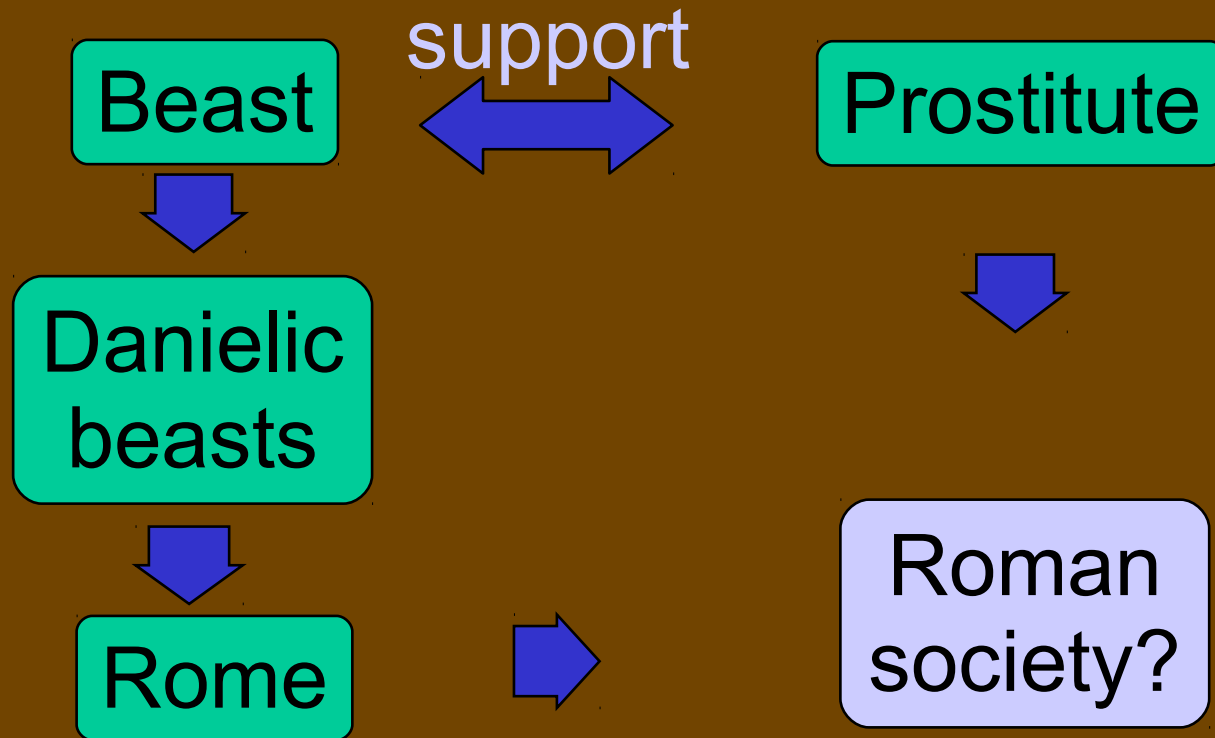 support
Beast
Prostitute
Danielic
beasts
Roman
society?
Rome